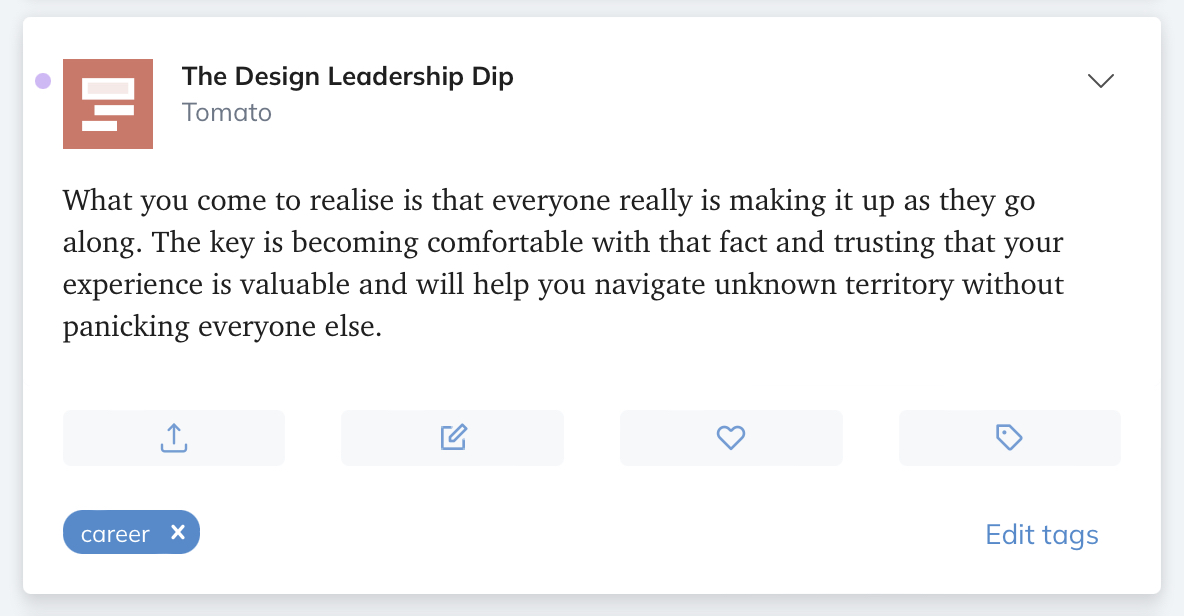 The Design Leadership Dip
Tomato
What you come to realise is that everyone really is making it up as they go
along. The key is becoming comfortable with that fact and trusting that your
experience is valuable and will help you navigate unknown territory without
panicking everyone else.
career
Edit tags